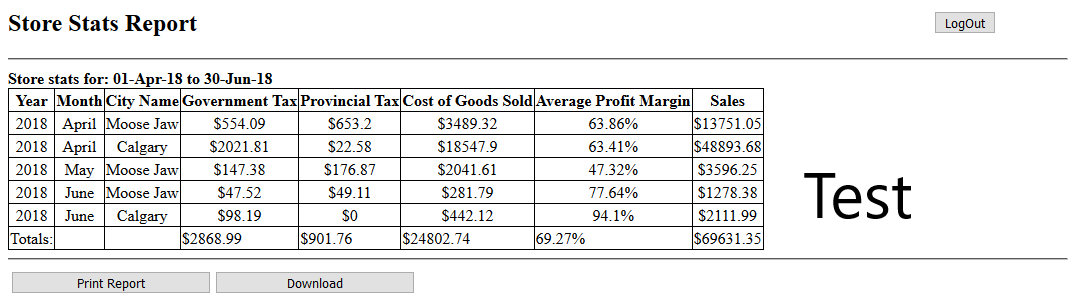 Store Stats Report
LogOut
Store stats for: 01-Apr-18 to 30-Jun-18
Year Month City Name Government Tax Provincial Tax Cost of Goods Sold Average Profit Margin Sales
2018 April Moose Jaw $554.09 $653.2 $3489.32 63.86% $13751.05
2018 April Calgary $2021.81 $22.58 $18547.9 63.41% $48893.68
2018 May Moose Jaw $147.38 $176.87 $2041.61 47.32% $3596.25
2018 June Moose Jaw $47.52 $49.11 $281.79 77.64% $1278.38
2018 June Calgary $98.19 $0 $442.12 94.1% $2111.99
Totals: $2868.99 $901.76 $24802.74 69.27% $69631.35
Test
Print Report Download